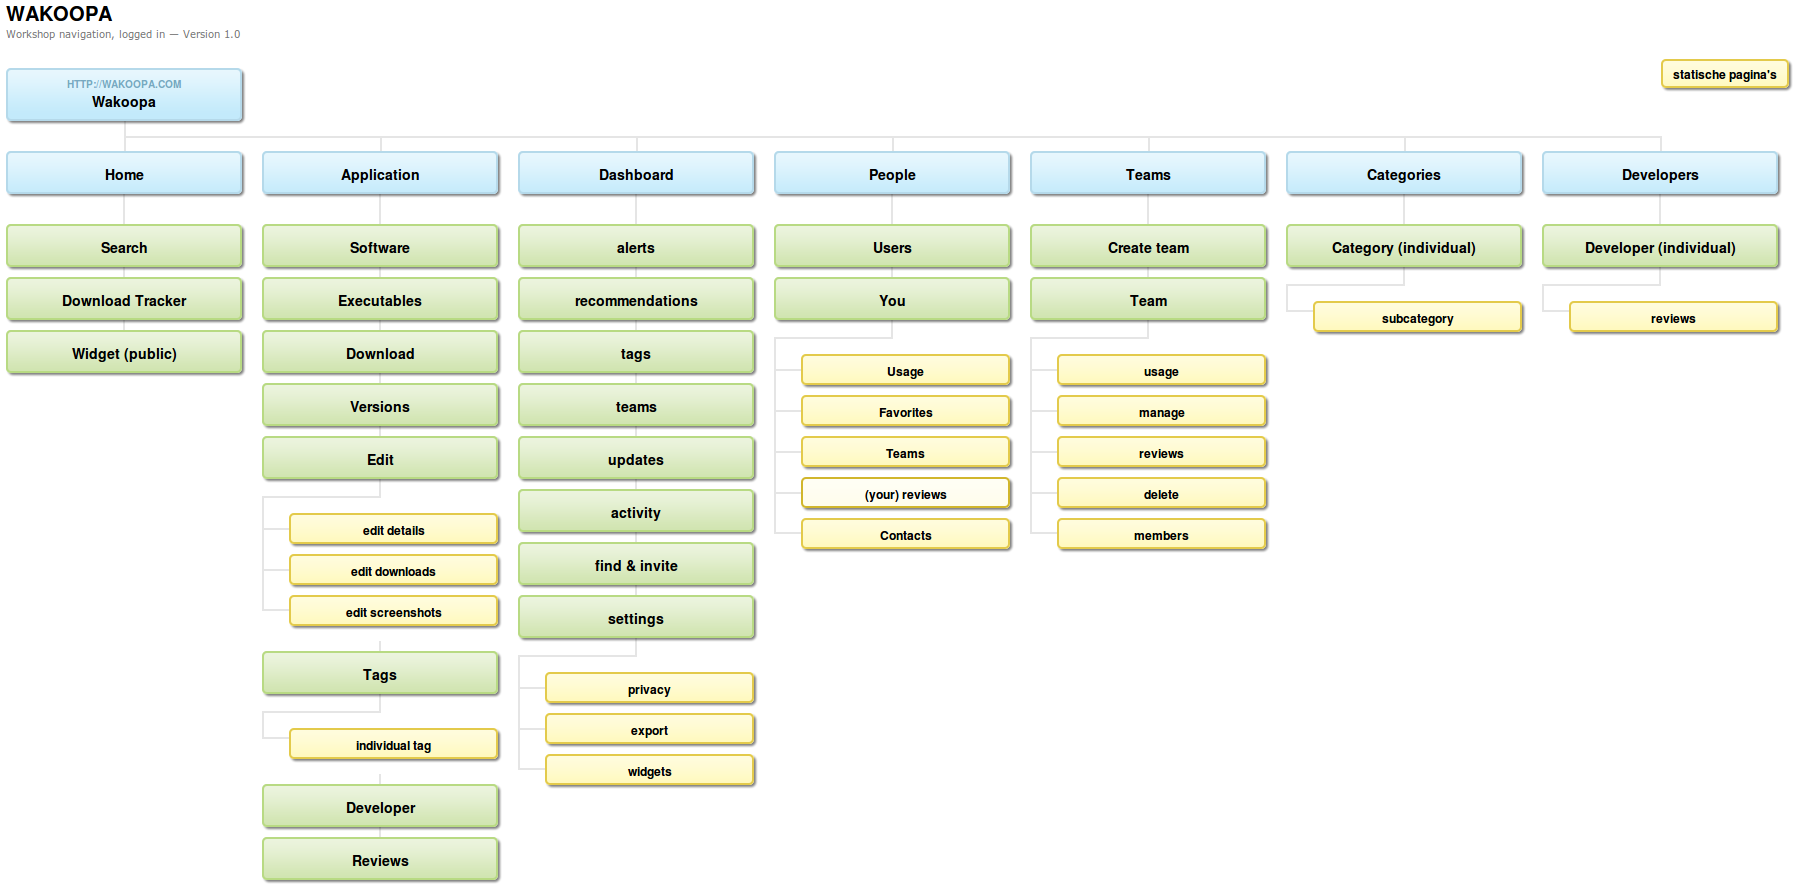 WAKOOPA
Workshop navigation, logged in — Version 1.0
HTTP://WAKOOPA.COM
Wakoopa
statische pagina's
Home
Search
Download Tracker
Widget (public)
Application
Software
Executables
Download
Versions
Edit
edit details
edit downloads
edit screenshots
Tags
individual tag
Developer
Reviews
Dashboard
alerts
recommendations
tags
teams
updates
activity
find & invite
settings
privacy
export
widgets
People
Users
You
Usage
Favorites
Teams
(your) reviews
Contacts
Teams
Create team
Team
usage
manage
reviews
delete
members
Categories
Category (individual)
subcategory
Developers
Developer (individual)
reviews